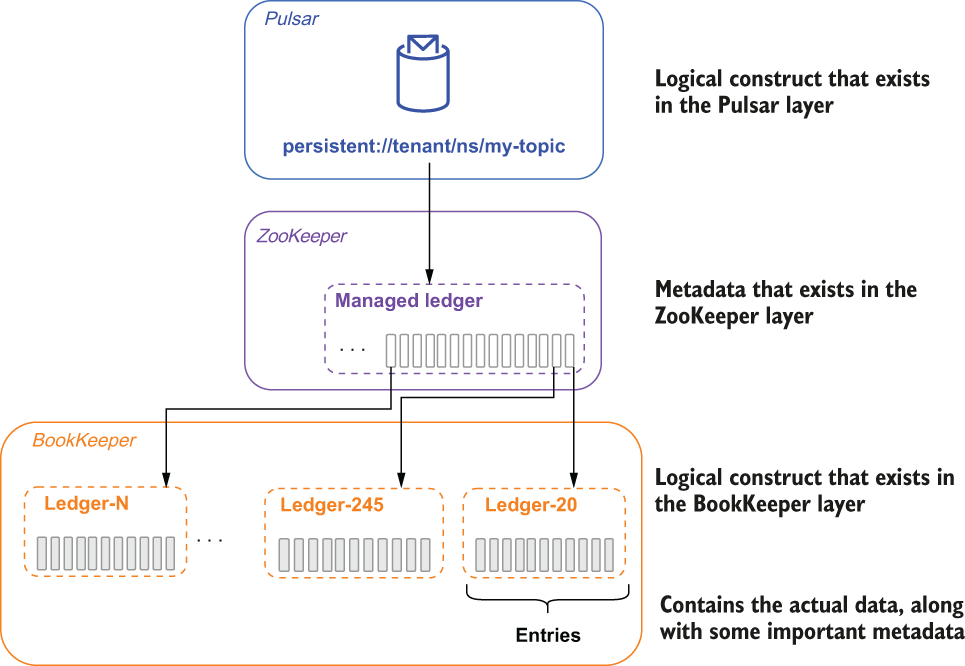 Pulsar
persistent://tenant/ns/my-topic
Logical construct that exists
in the Pulsar layer
ZooKeeper
Managed ledger
. . .
Metadata that exists in the
ZooKeeper layer
BookKeeper
Ledger-N
. . .
Ledger-245
Ledger-20
Logical construct that exists in
the BookKeeper layer
Entries
Contains the actual data, along
with some important metadata